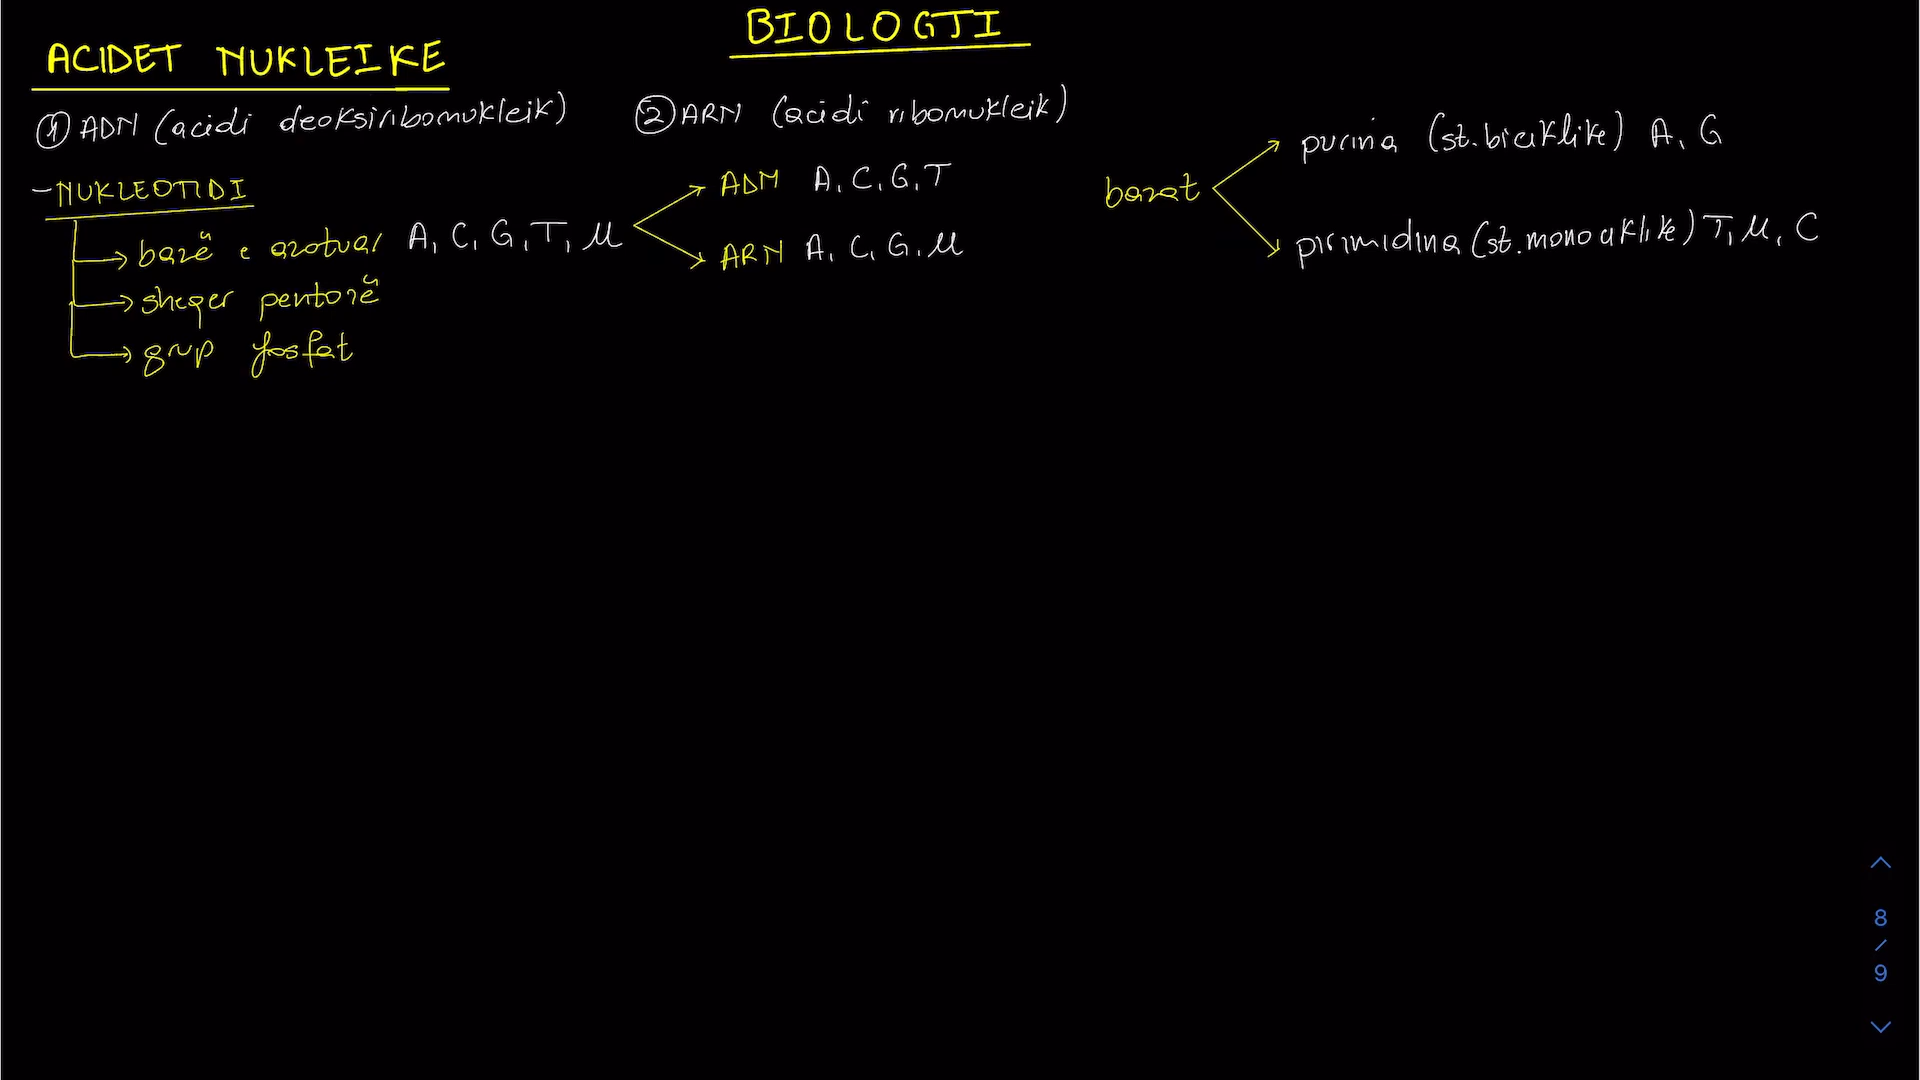 BIOLOGJI
ACIDET NUKLEIKE
① ADN (acidi deoksiribonukleik)
② ARN (acidi ribonukleik)
- NUKLEOTIDI
→ bazë e azotuar A, C, G, T, U
→ sheqer pentozë
→ grup fosfat
ADN A, C, G, T
ARN A, C, G, U
bazat
purina (st. biciklike) A, G
pirimidina (st. monociklike) T, U, C
8
/
9